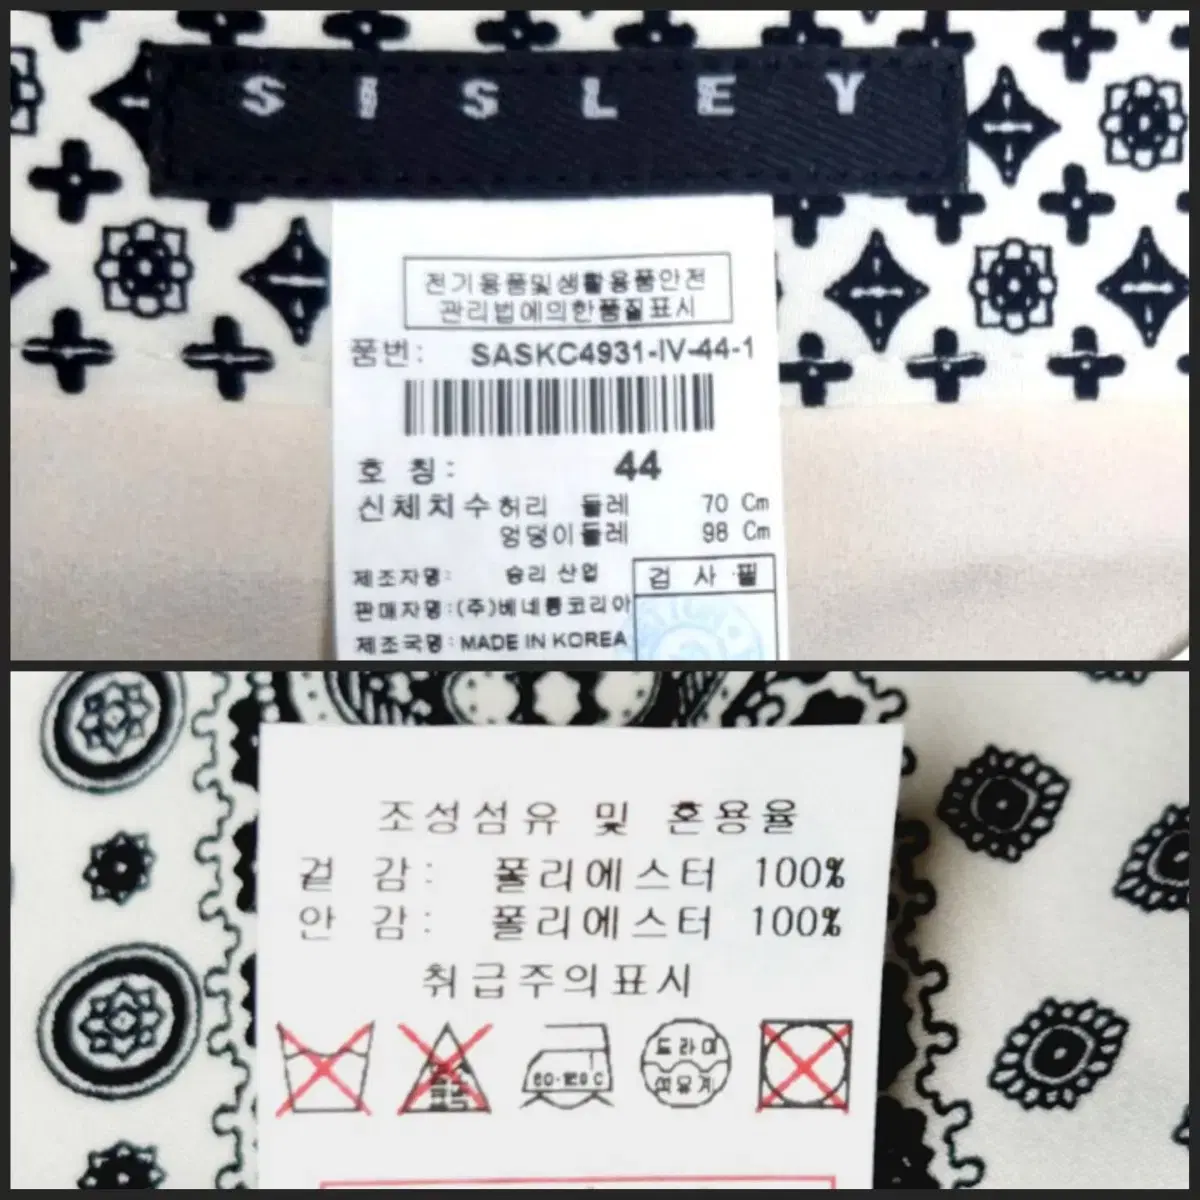 SISLEY
전기용품및생활용품안전
관리법에의한품질표시
품번: SASKC4931-IV-44-1
호 칭: 44
신체치수 허리 둘레 70 Cm
엉덩이둘레 98 Cm
제조자명: 승리 산업
검 사 필
판매자명:(주)베네통코리아
제조국명: MADE IN KOREA
조성섬유 및 혼용율
겉 감: 폴리에스터 100%
안 감: 폴리에스터 100%
취급주의표시
드라이
석유계